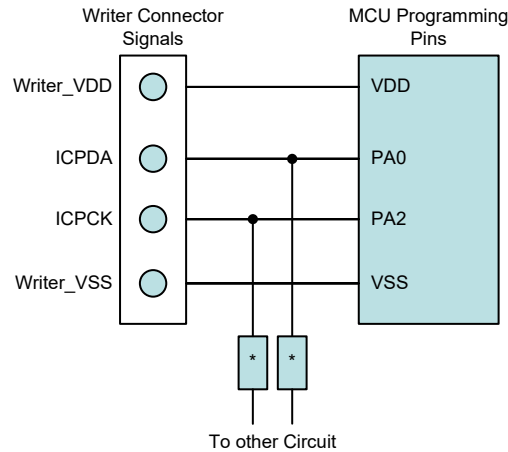 Writer Connector
Signals
MCU Programming
Pins
Writer_VDD
VDD
ICPDA
PA0
ICPCK
PA2
Writer_VSS
VSS
* *
To other Circuit